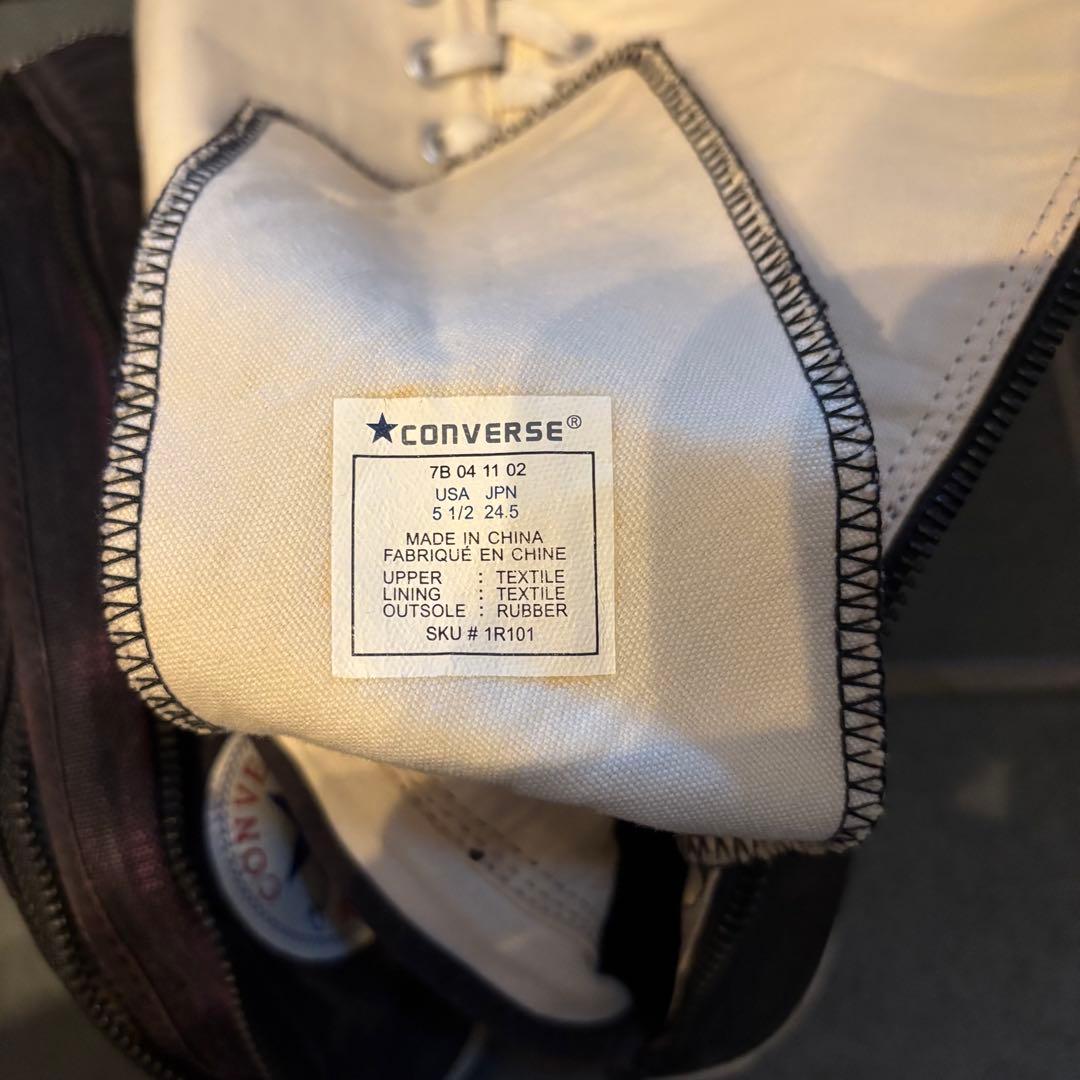 ★CONVERSE®
7B 04 11 02
USA JPN
5 1/2 24.5
MADE IN CHINA
FABRIQUÉ EN CHINE
UPPER : TEXTILE
LINING : TEXTILE
OUTSOLE : RUBBER
SKU # 1R101
CONVE